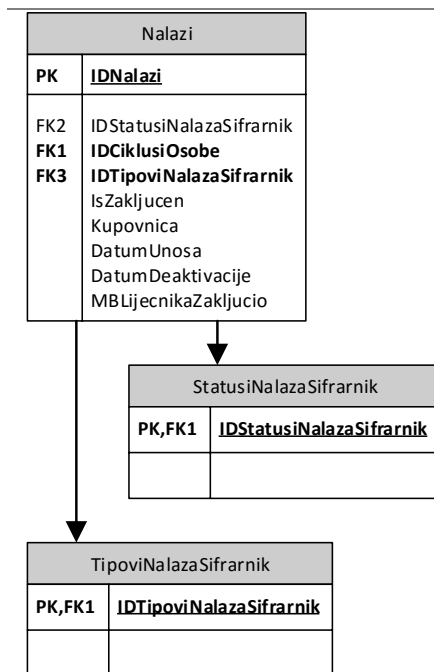 Nalazi
PK IDNalazi
FK2 IDStatusiNalazaSifrarnik
FK1 IDCiklusiOsobe
FK3 IDTipoviNalazaSifrarnik
IsZakljucen
Kupovnica
DatumUnosa
DatumDeaktivacije
MBLijecnikaZakljucio
StatusiNalazaSifrarnik
PK,FK1 IDStatusiNalazaSifrarnik
TipoviNalazaSifrarnik
PK,FK1 IDTipoviNalazaSifrarnik